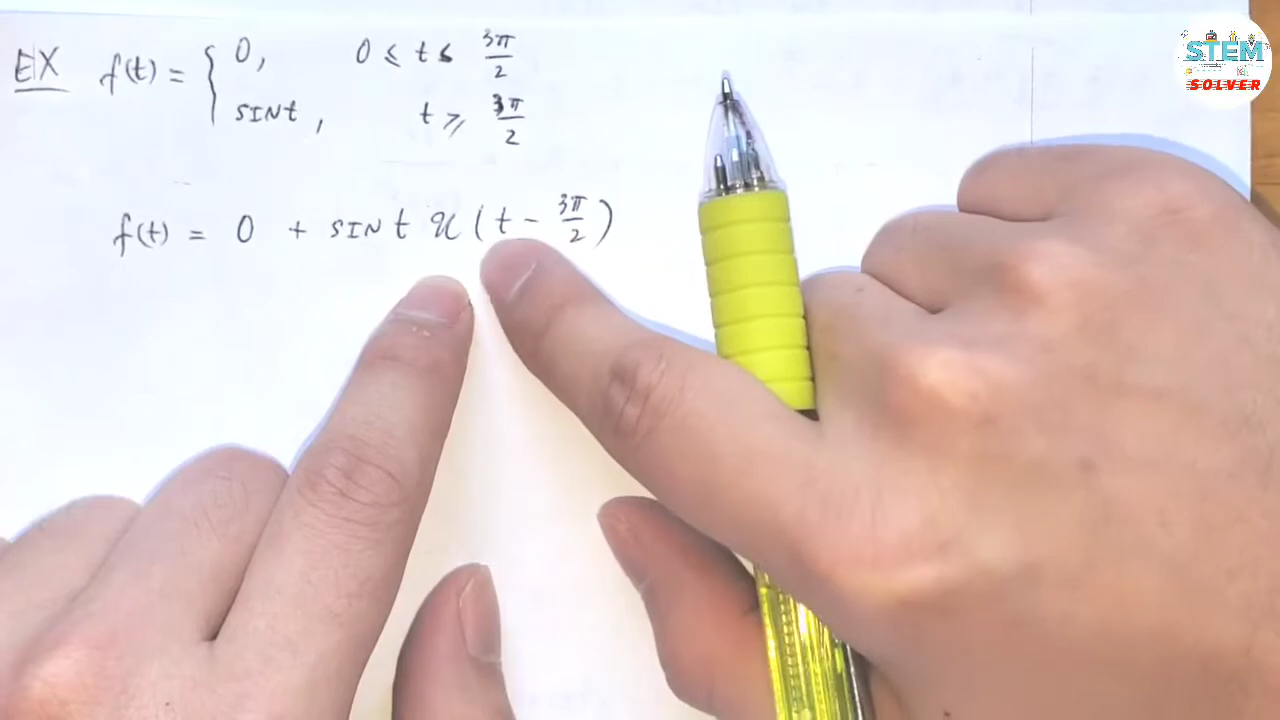 EX f(t) = { 0, 0 ≤ t ≤ 3π/2
sint, t ≥ 3π/2
f(t) = 0 + sint u(t - 3π/2)
STEM
SOLVER